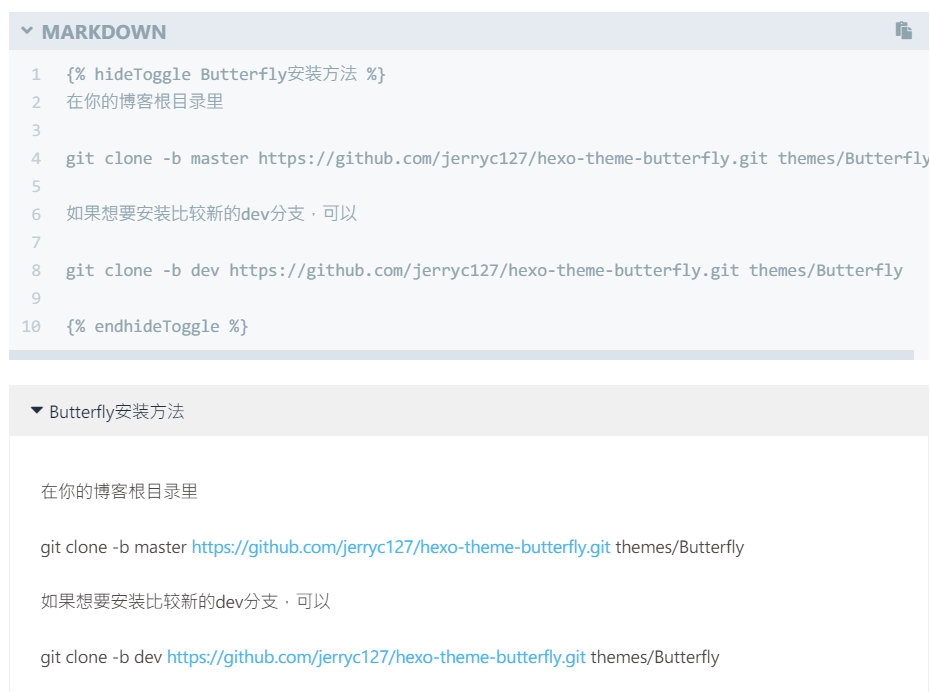 MARKDOWN
1 {% hideToggle Butterfly安装方法 %}
2 在你的博客根目录里
3
4 git clone -b master https://github.com/jerryc127/hexo-theme-butterfly.git themes/Butterfly
5
6 如果想要安装比较新的dev分支，可以
7
8 git clone -b dev https://github.com/jerryc127/hexo-theme-butterfly.git themes/Butterfly
9
10 {% endhideToggle %}
Butterfly安装方法
在你的博客根目录里
git clone -b master https://github.com/jerryc127/hexo-theme-butterfly.git themes/Butterfly
如果想要安装比较新的dev分支，可以
git clone -b dev https://github.com/jerryc127/hexo-theme-butterfly.git themes/Butterfly